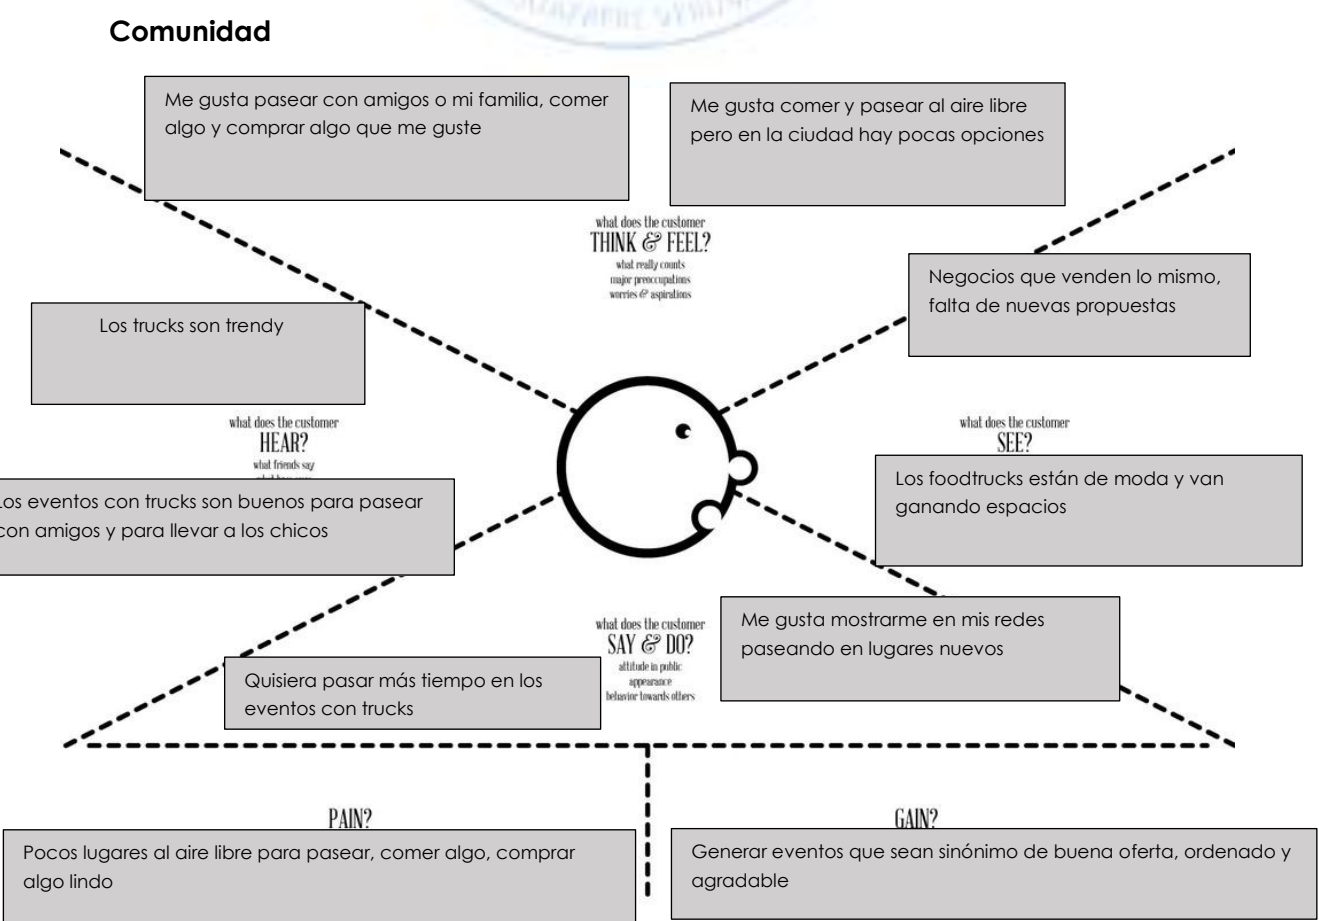 Comunidad
Me gusta pasear con amigos o mi familia, comer
algo y comprar algo que me guste
Me gusta comer y pasear al aire libre
pero en la ciudad hay pocas opciones
what does the customer
THINK & FEEL?
what really counts
major preoccupations
worries & aspirations
Negocios que venden lo mismo,
falta de nuevas propuestas
Los trucks son trendy
what does the customer
HEAR?
what friends say
what does the customer
SEE?
Los foodtrucks están de moda y van
ganando espacios
Los eventos con trucks son buenos para pasear
con amigos y para llevar a los chicos
what does the customer
SAY & DO?
attitude in public
appearance
behavior towards others
Me gusta mostrarme en mis redes
paseando en lugares nuevos
Quisiera pasar más tiempo en los
eventos con trucks
PAIN?
Pocos lugares al aire libre para pasear, comer algo, comprar
algo lindo
GAIN?
Generar eventos que sean sinónimo de buena oferta, ordenado y
agradable